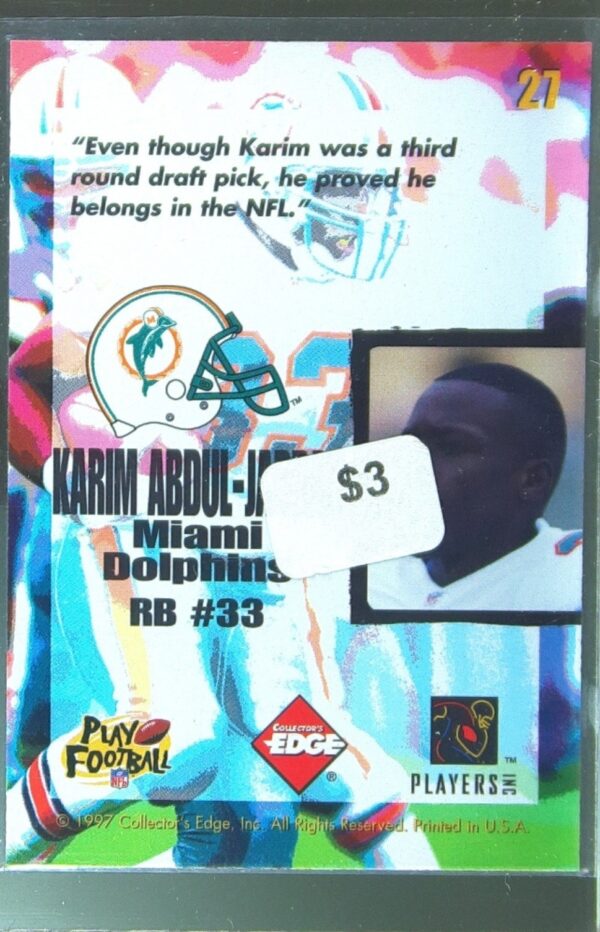 27
"Even though Karim was a third
round draft pick, he proved he
belongs in the NFL."
KARIM ABDUL-JA
$3
Miami
Dolphins
RB #33
PLAY
FOOTBALL
NFL
COLLECTOR'S
EDGE
®
PLAYERS INC
TM
© 1997 Collector's Edge, Inc. All Rights Reserved. Printed in U.S.A.